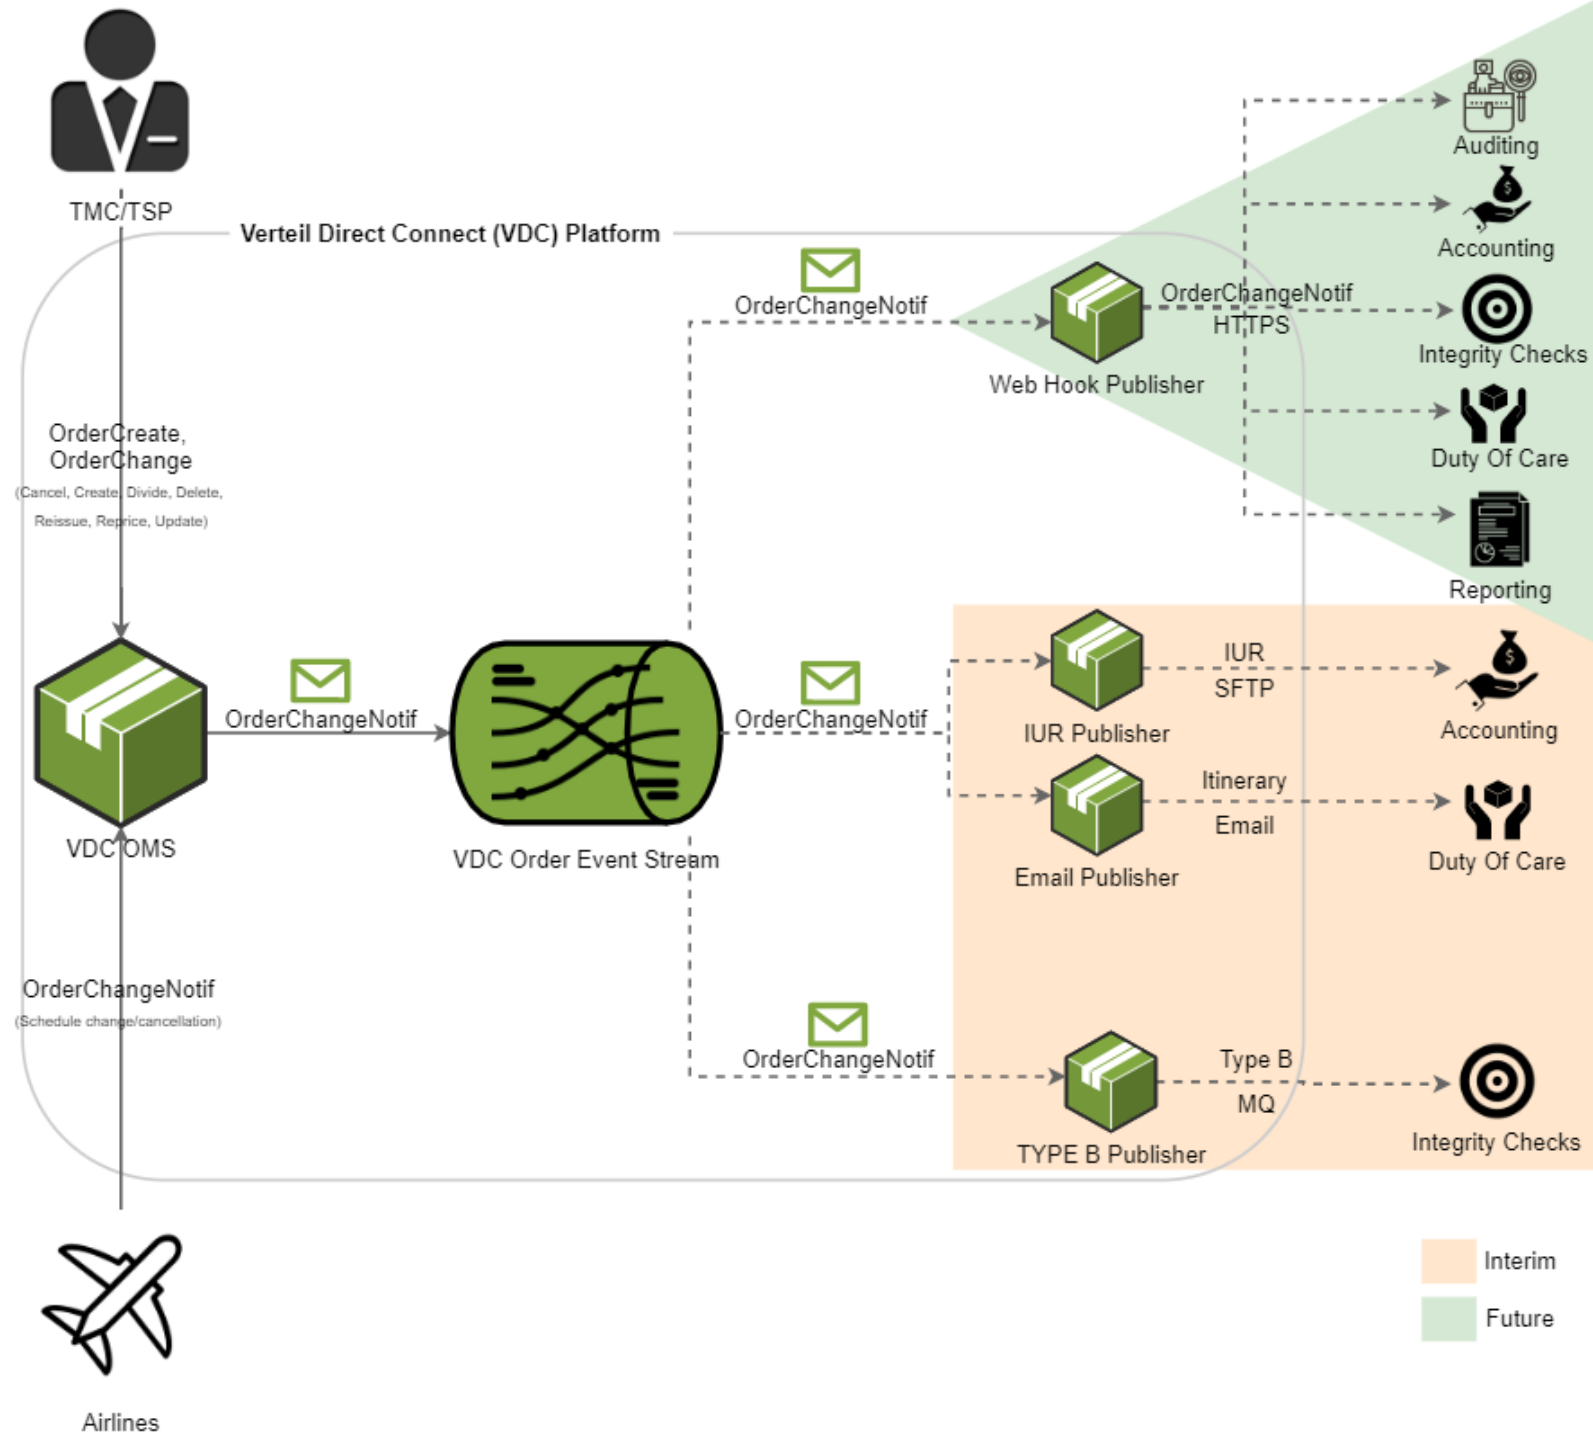 TMC/TSP
Verteil Direct Connect (VDC) Platform
OrderCreate,
OrderChange
(Cancel, Create, Divide, Delete,
Reissue, Reprice, Update)
VDC OMS
OrderChangeNotif
(Schedule change/cancellation)
Airlines
OrderChangeNotif
VDC Order Event Stream
OrderChangeNotif
Web Hook Publisher
OrderChangeNotif
HTTPS
Auditing
$
Accounting
Integrity Checks
Duty Of Care
Reporting
OrderChangeNotif
IUR Publisher
IUR
SFTP
$
Accounting
Email Publisher
Itinerary
Email
Duty Of Care
OrderChangeNotif
TYPE B Publisher
Type B
MQ
Integrity Checks
Interim
Future